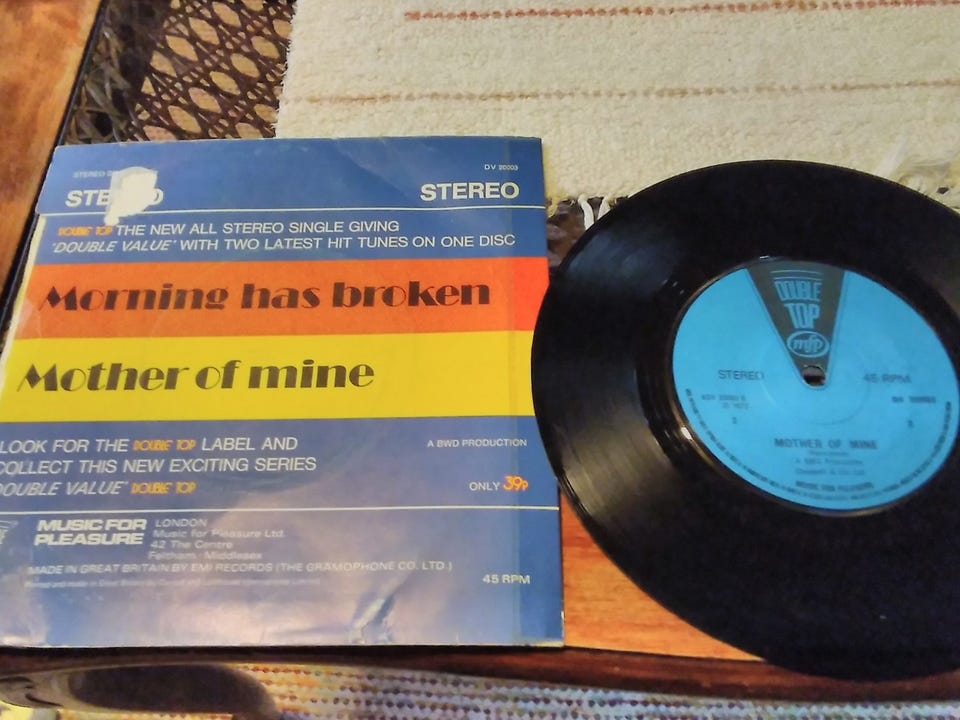 DV 20003
STEREO
DOUBLE TOP THE NEW ALL STEREO SINGLE GIVING
'DOUBLE VALUE' WITH TWO LATEST HIT TUNES ON ONE DISC
Morning has broken
Mother of mine
LOOK FOR THE DOUBLE TOP LABEL AND
COLLECT THIS NEW EXCITING SERIES
DOUBLE VALUE' DOUBLE TOP
A BWD PRODUCTION
ONLY 39p
MUSIC FOR
PLEASURE
LONDON
Music for Pleasure Ltd.
42 The Centre
Feltham · Middlesex
MADE IN GREAT BRITAIN BY EMI RECORDS (THE GRAMOPHONE CO. LTD.)
45 RPM
DOUBLE
TOP
mfp
STEREO
45 RPM
2
MOTHER OF MINE
MUSIC FOR PLEASURE